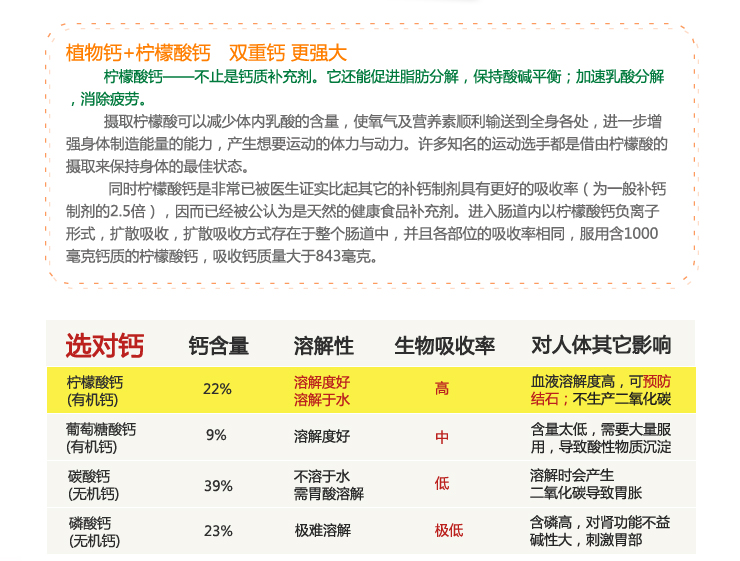 植物钙+柠檬酸钙 双重钙 更强大
柠檬酸钙——不止是钙质补充剂。它还能促进脂肪分解，保持酸碱平衡；加速乳酸分解
，消除疲劳。
摄取柠檬酸可以减少体内乳酸的含量，使氧气及营养素顺利输送到全身各处，进一步增
强身体制造能量的能力，产生想要运动的体力与动力。许多知名的运动选手都是借由柠檬酸的
摄取来保持身体的最佳状态。
同时柠檬酸钙是非常已被医生证实比起其它的补钙制剂具有更好的吸收率（为一般补钙
制剂的2.5倍），因而已经被公认为是天然的健康食品补充剂。进入肠道内以柠檬酸钙负离子
形式，扩散吸收，扩散吸收方式存在于整个肠道中，并且各部位的吸收率相同，服用含1000
毫克钙质的柠檬酸钙，吸收钙质量大于843毫克。
选对钙 钙含量 溶解性 生物吸收率 对人体其它影响
柠檬酸钙
(有机钙)
22%
溶解度好
溶解于水
高
血液溶解度高，可预防
结石；不生产二氧化碳
葡萄糖酸钙
(有机钙)
9%
溶解度好
中
含量太低，需要大量服
用，导致酸性物质沉淀
碳酸钙
(无机钙)
39%
不溶于水
需胃酸溶解
低
溶解时会产生
二氧化碳导致胃胀
磷酸钙
(无机钙)
23%
极难溶解
极低
含磷高，对肾功能不益
碱性大，刺激胃部